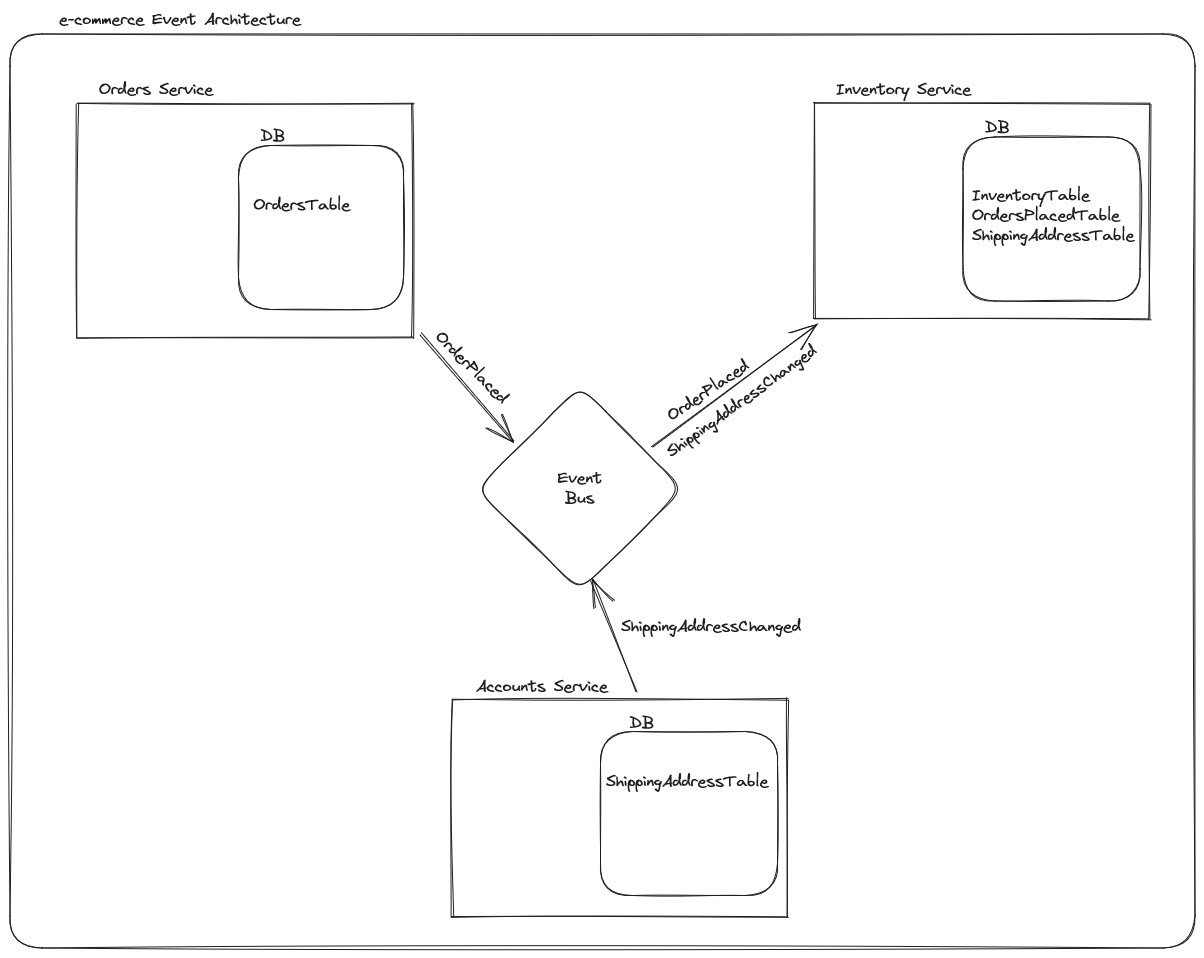 e-commerce Event Architecture
Orders Service
DB
OrdersTable
Inventory Service
DB
InventoryTable
OrdersPlacedTable
ShippingAddressTable
OrderPlaced
OrderPlaced
ShippingAddressChanged
Event
Bus
ShippingAddressChanged
Accounts Service
DB
ShippingAddressTable